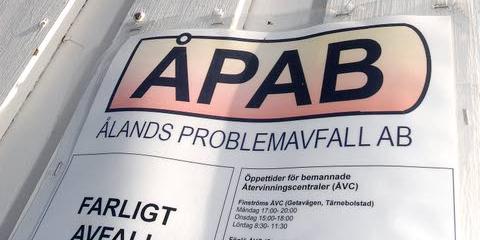 ÅPAB
ÅLANDS PROBLEMAVFALL AB
FARLIGT
AVFALL
Öppettider för bemannade
Återvinningscentraler (ÅVC)
Finströms ÅVC (Getavägen, Tärnebolstad)
Måndag 17:00- 20:00
Onsdag 15:00-18:00
Lördag 8:30- 11:30